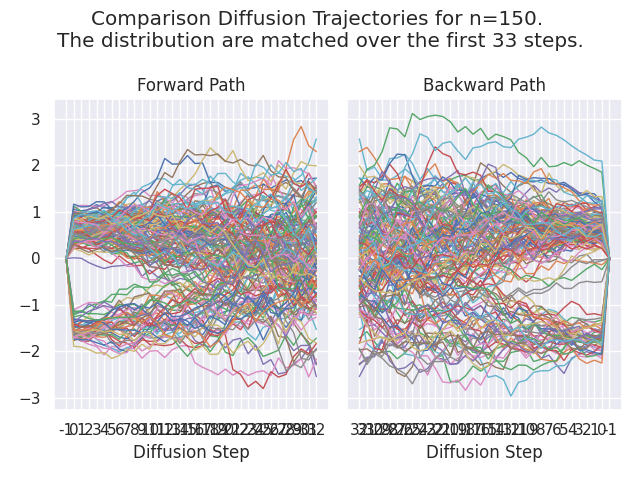 Comparison Diffusion Trajectories for n=150.
The distribution are matched over the first 33 steps.
Forward Path
Backward Path
3
2
1
0
−1
−2
−3
Diffusion Step
Diffusion Step